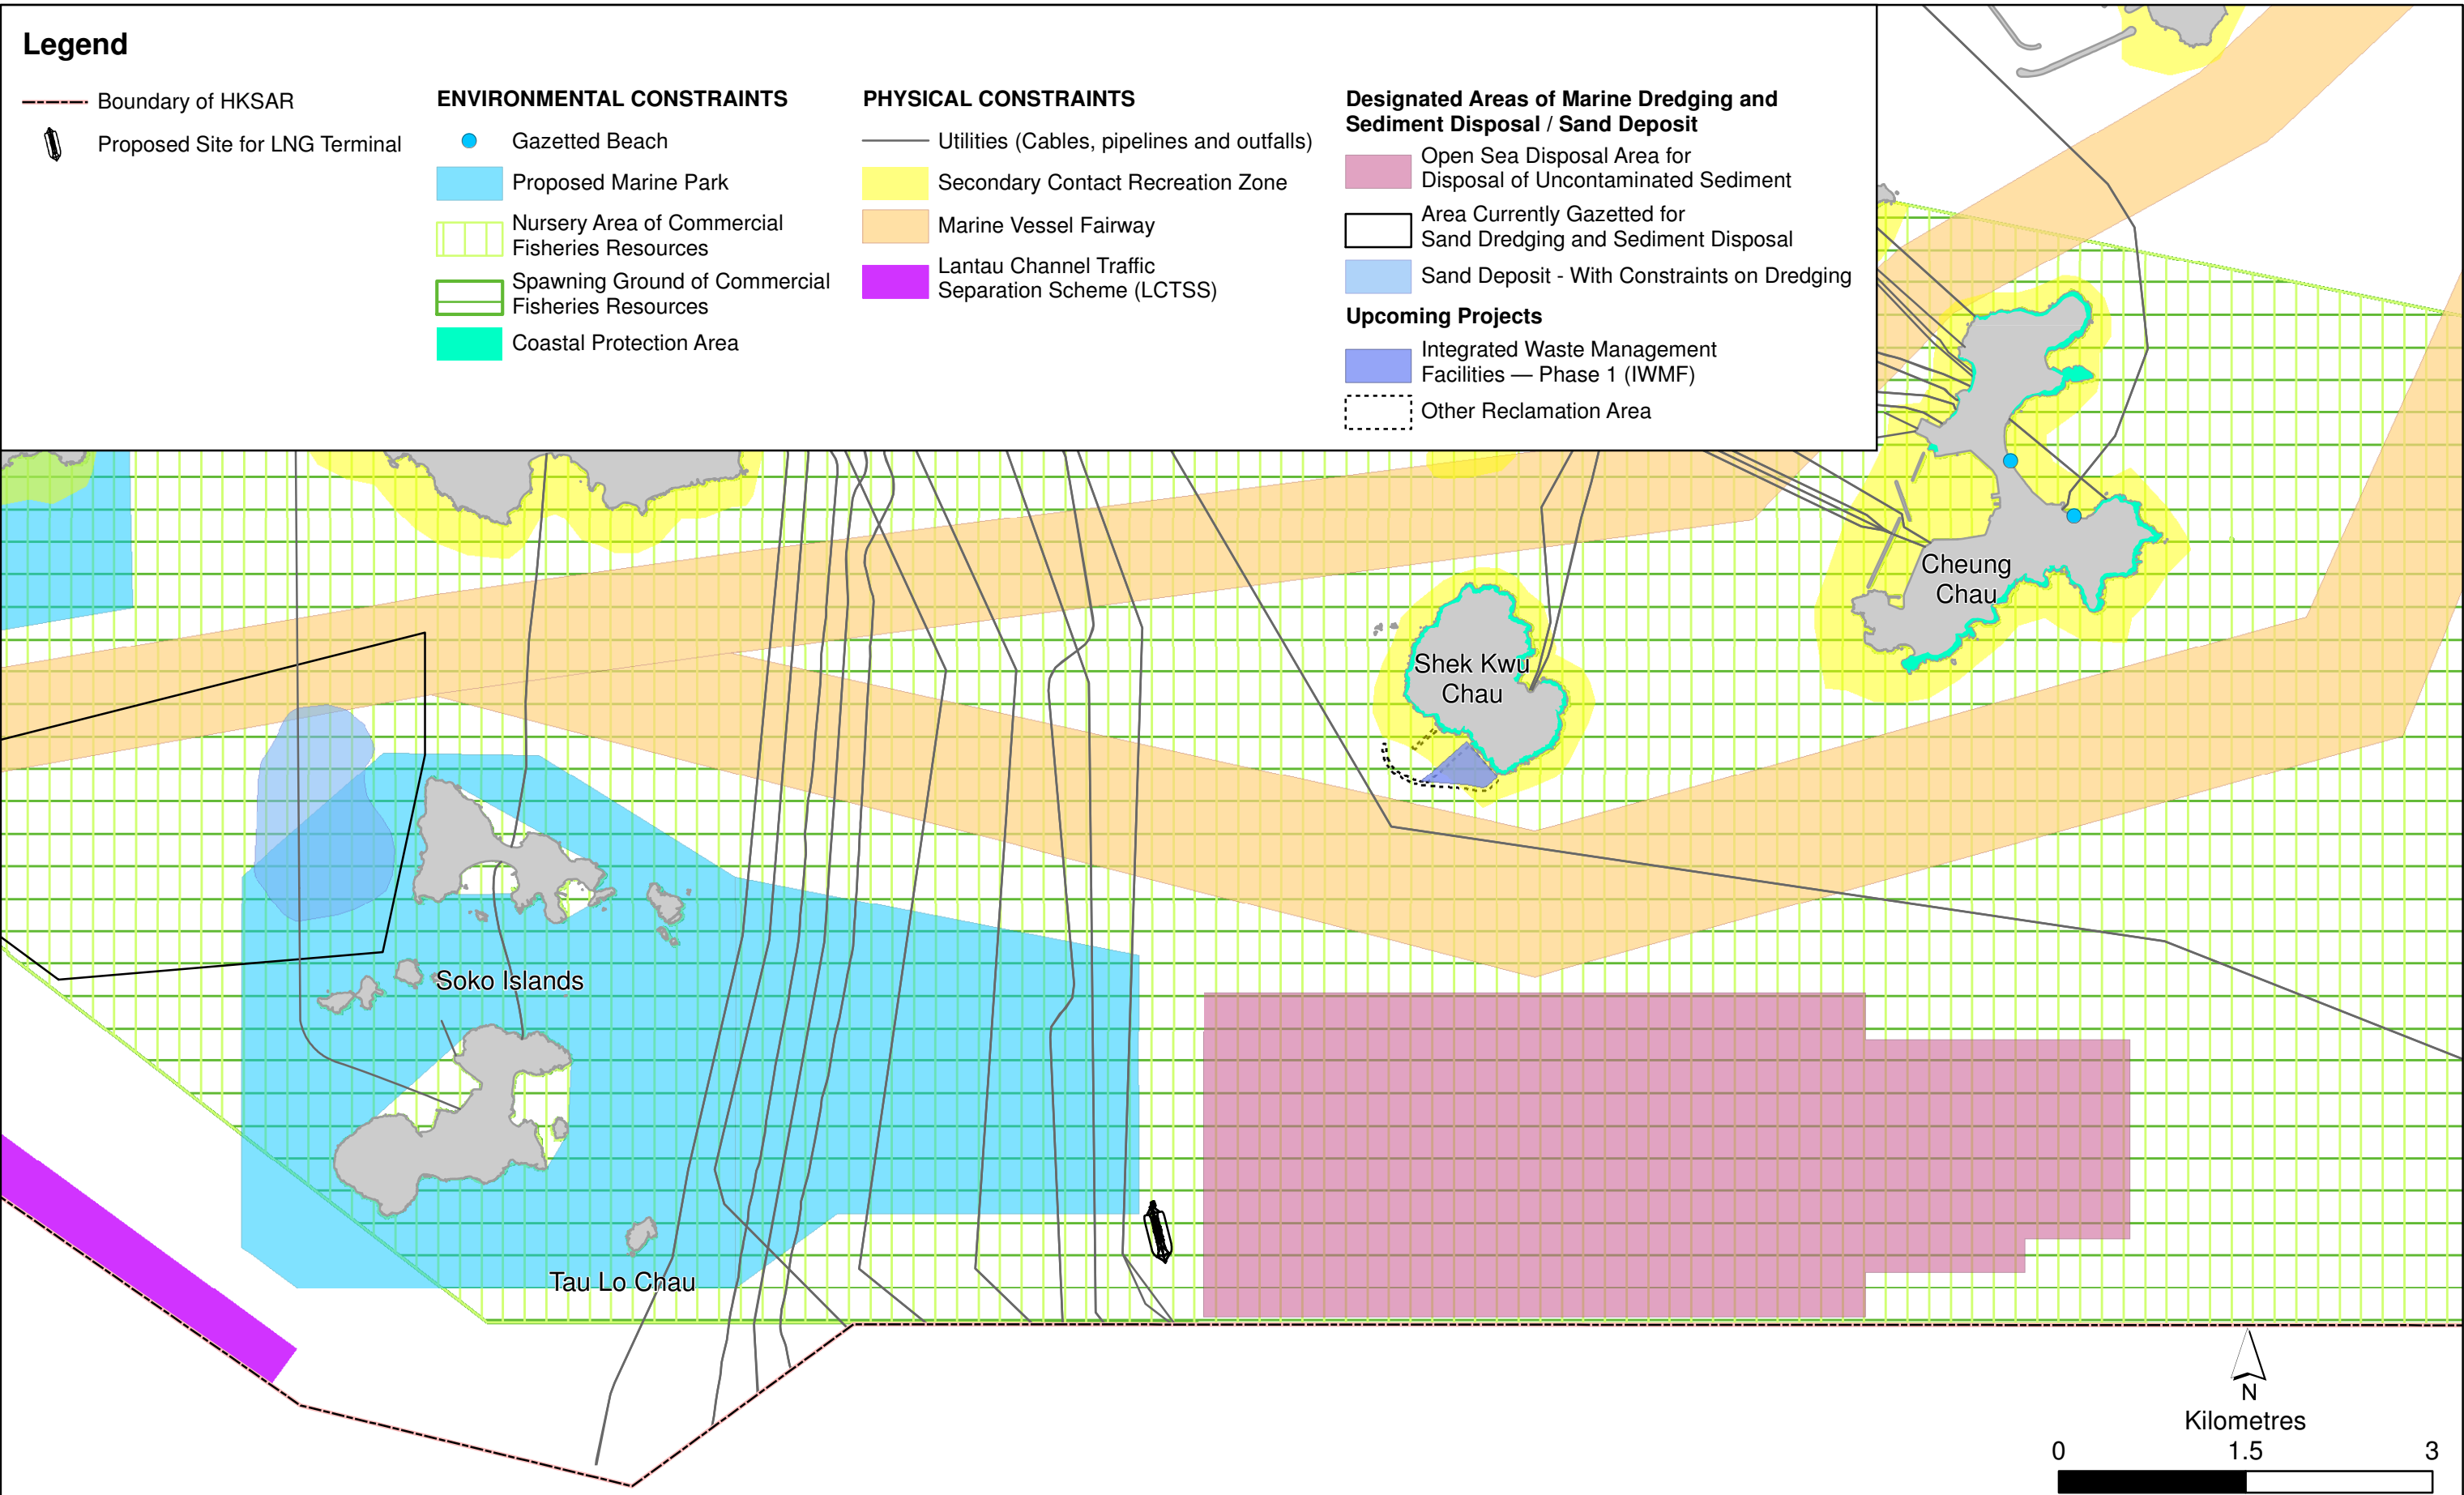 Legend
Boundary of HKSAR
Proposed Site for LNG Terminal
ENVIRONMENTAL CONSTRAINTS
Gazetted Beach
Proposed Marine Park
Nursery Area of Commercial
Fisheries Resources
Spawning Ground of Commercial
Fisheries Resources
Coastal Protection Area
PHYSICAL CONSTRAINTS
Utilities (Cables, pipelines and outfalls)
Secondary Contact Recreation Zone
Marine Vessel Fairway
Lantau Channel Traffic
Separation Scheme (LCTSS)
Designated Areas of Marine Dredging and
Sediment Disposal / Sand Deposit
Open Sea Disposal Area for
Disposal of Uncontaminated Sediment
Area Currently Gazetted for
Sand Dredging and Sediment Disposal
Sand Deposit - With Constraints on Dredging
Upcoming Projects
Integrated Waste Management
Facilities — Phase 1 (IWMF)
Other Reclamation Area
Cheung
Chau
Shek Kwu
Chau
Soko Islands
Tau Lo Chau
N
Kilometres
0 1.5 3